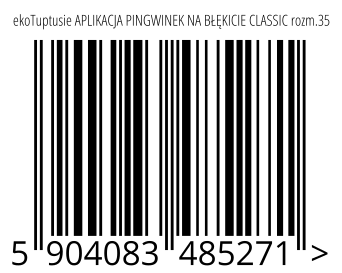 ekoTuptusie APLIKACJA PINGWINEK NA BŁĘKICIE CLASSIC rozm.35
5 904083 485271 >